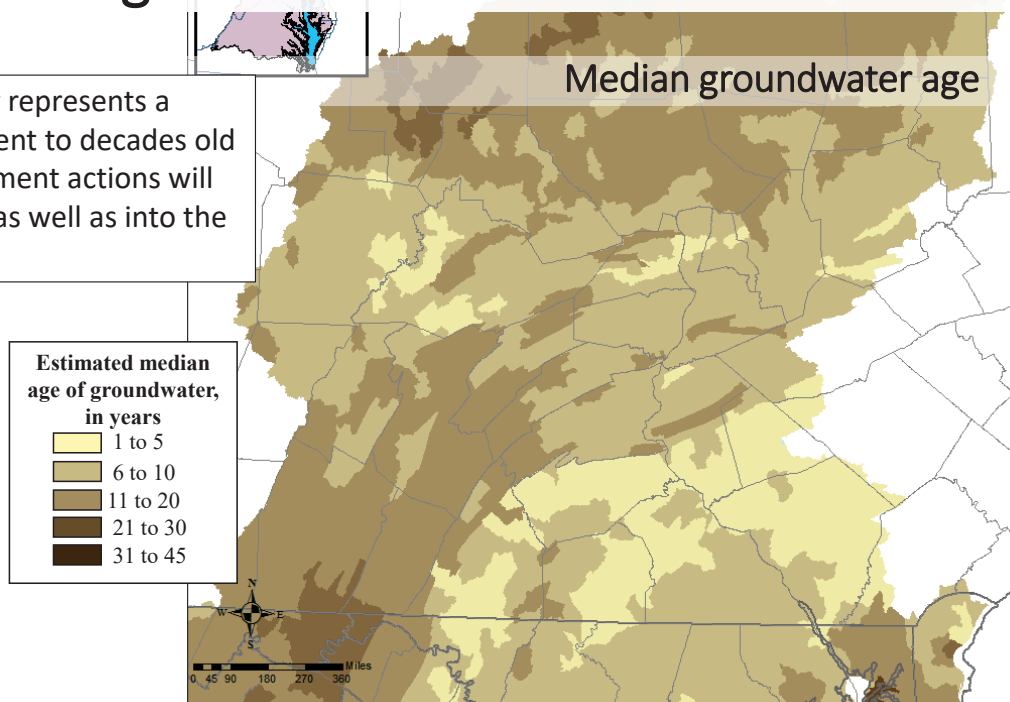 Median groundwater age
represents a
ent to decades old
ment actions will
as well as into the
Estimated median
age of groundwater,
in years
1 to 5
6 to 10
11 to 20
21 to 30
31 to 45
N
W E
S
Miles
0 45 90 180 270 360